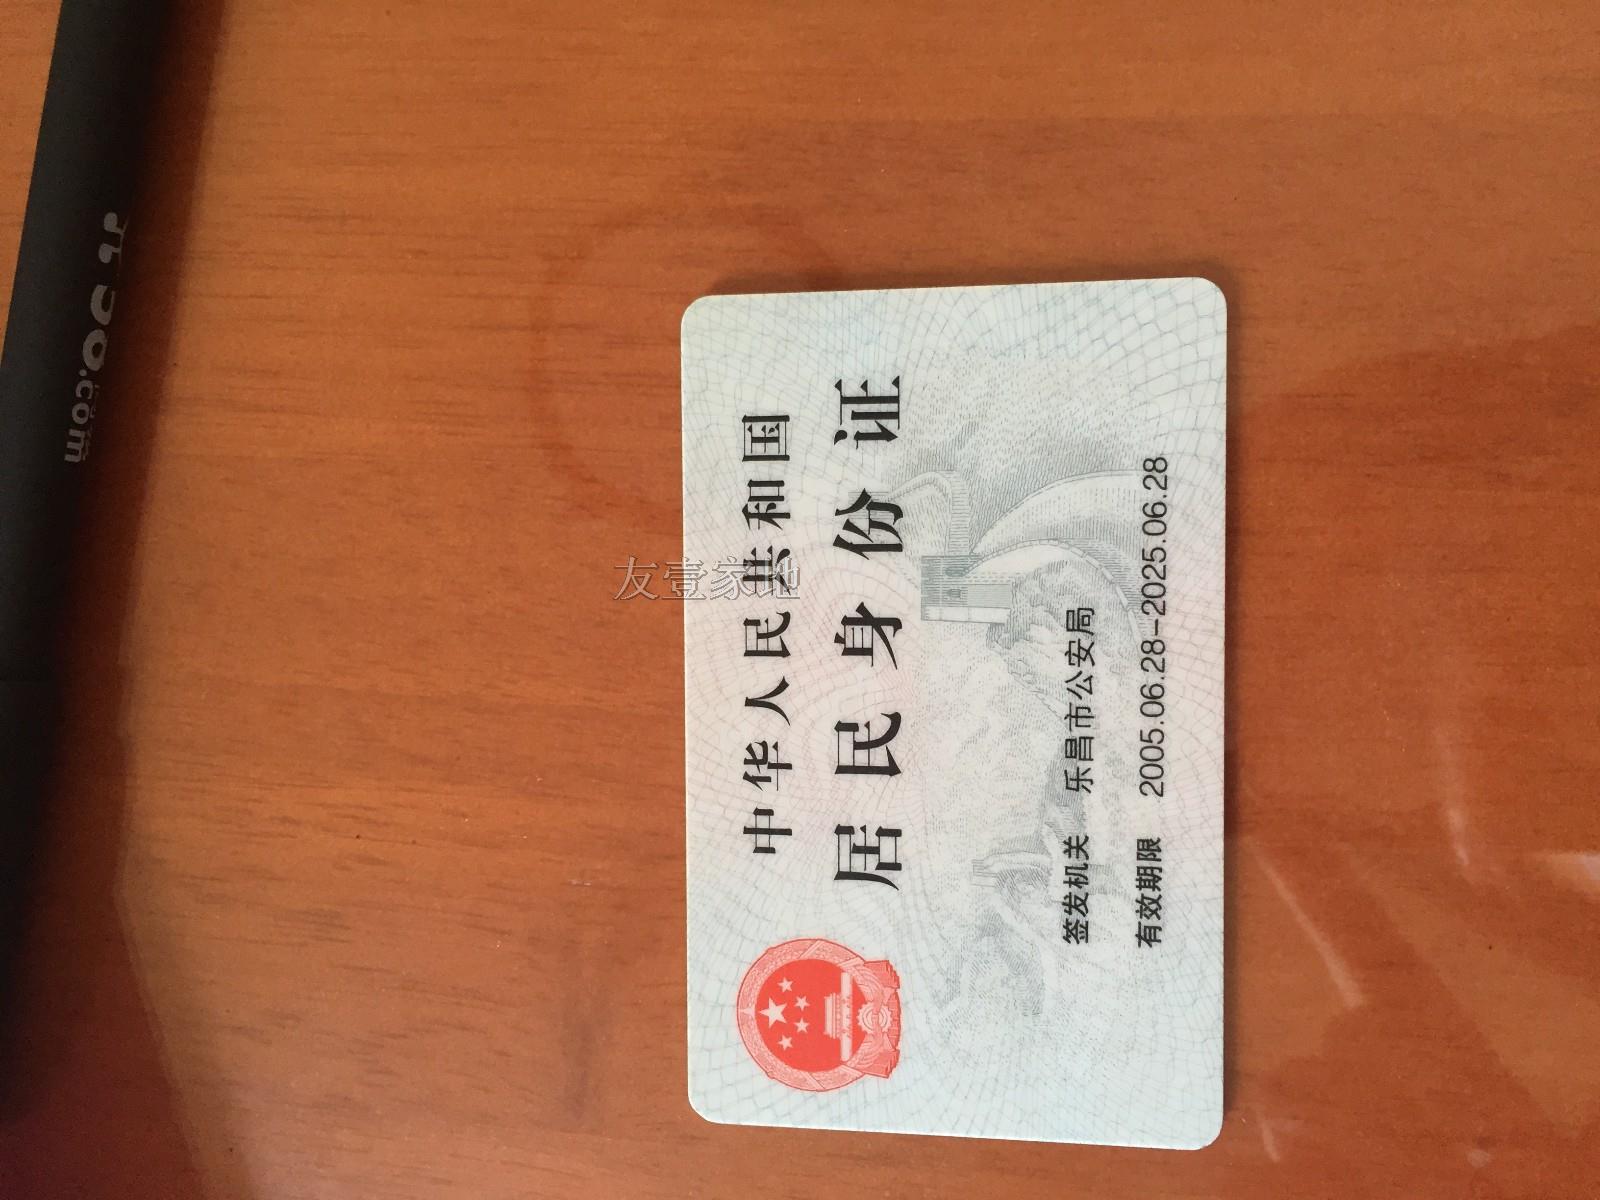 中华人民共和国
居民身份证
签发机关 乐昌市公安局
有效期限 2005.06.28-2025.06.28
友壹家地
.com